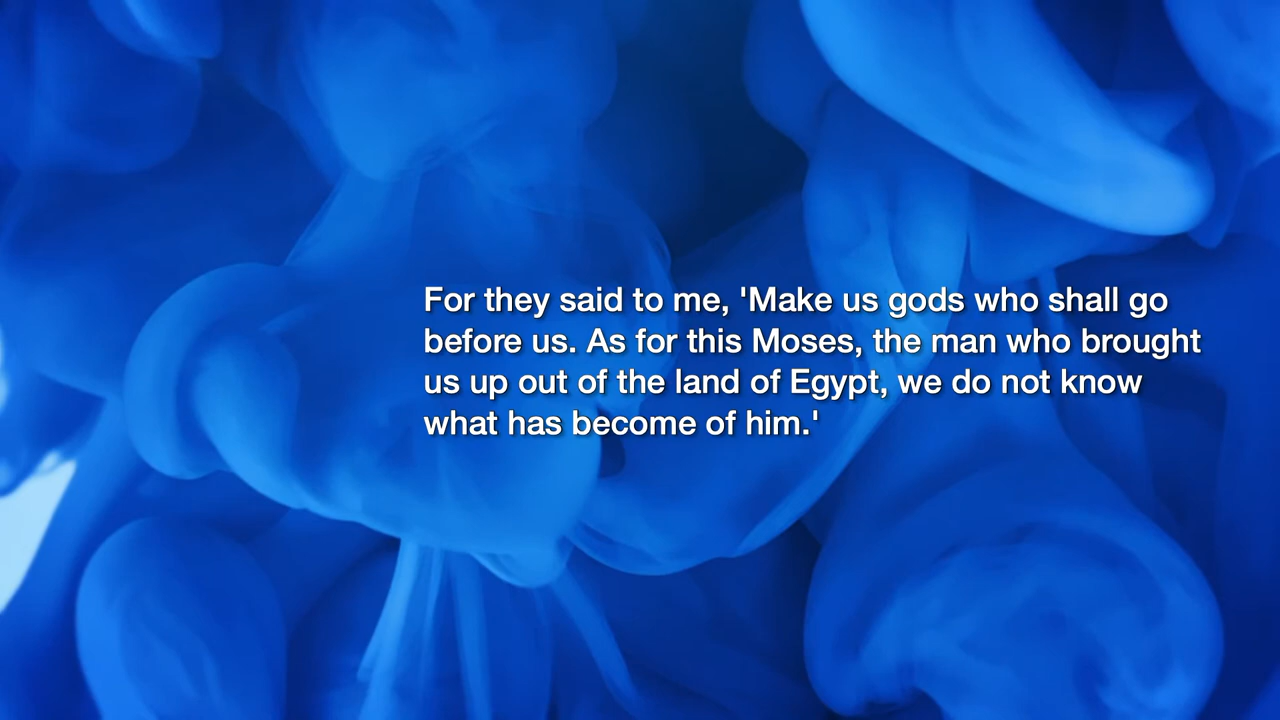 For they said to me, 'Make us gods who shall go
before us. As for this Moses, the man who brought
us up out of the land of Egypt, we do not know
what has become of him.'